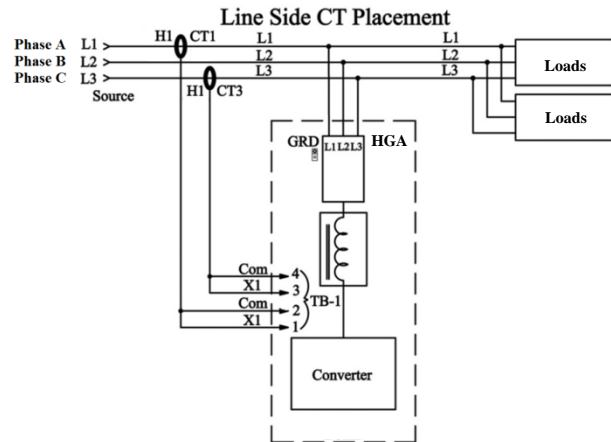 Line Side CT Placement
H1 CT1
Phase A L1 L1 L1
Phase B L2 L2 L2
Phase C L3 L3 L3
Source H1 CT3
Loads
Loads
GRD L1 L2 L3 HGA
Com 4
X1 3
TB-1
Com 2
X1 1
Converter